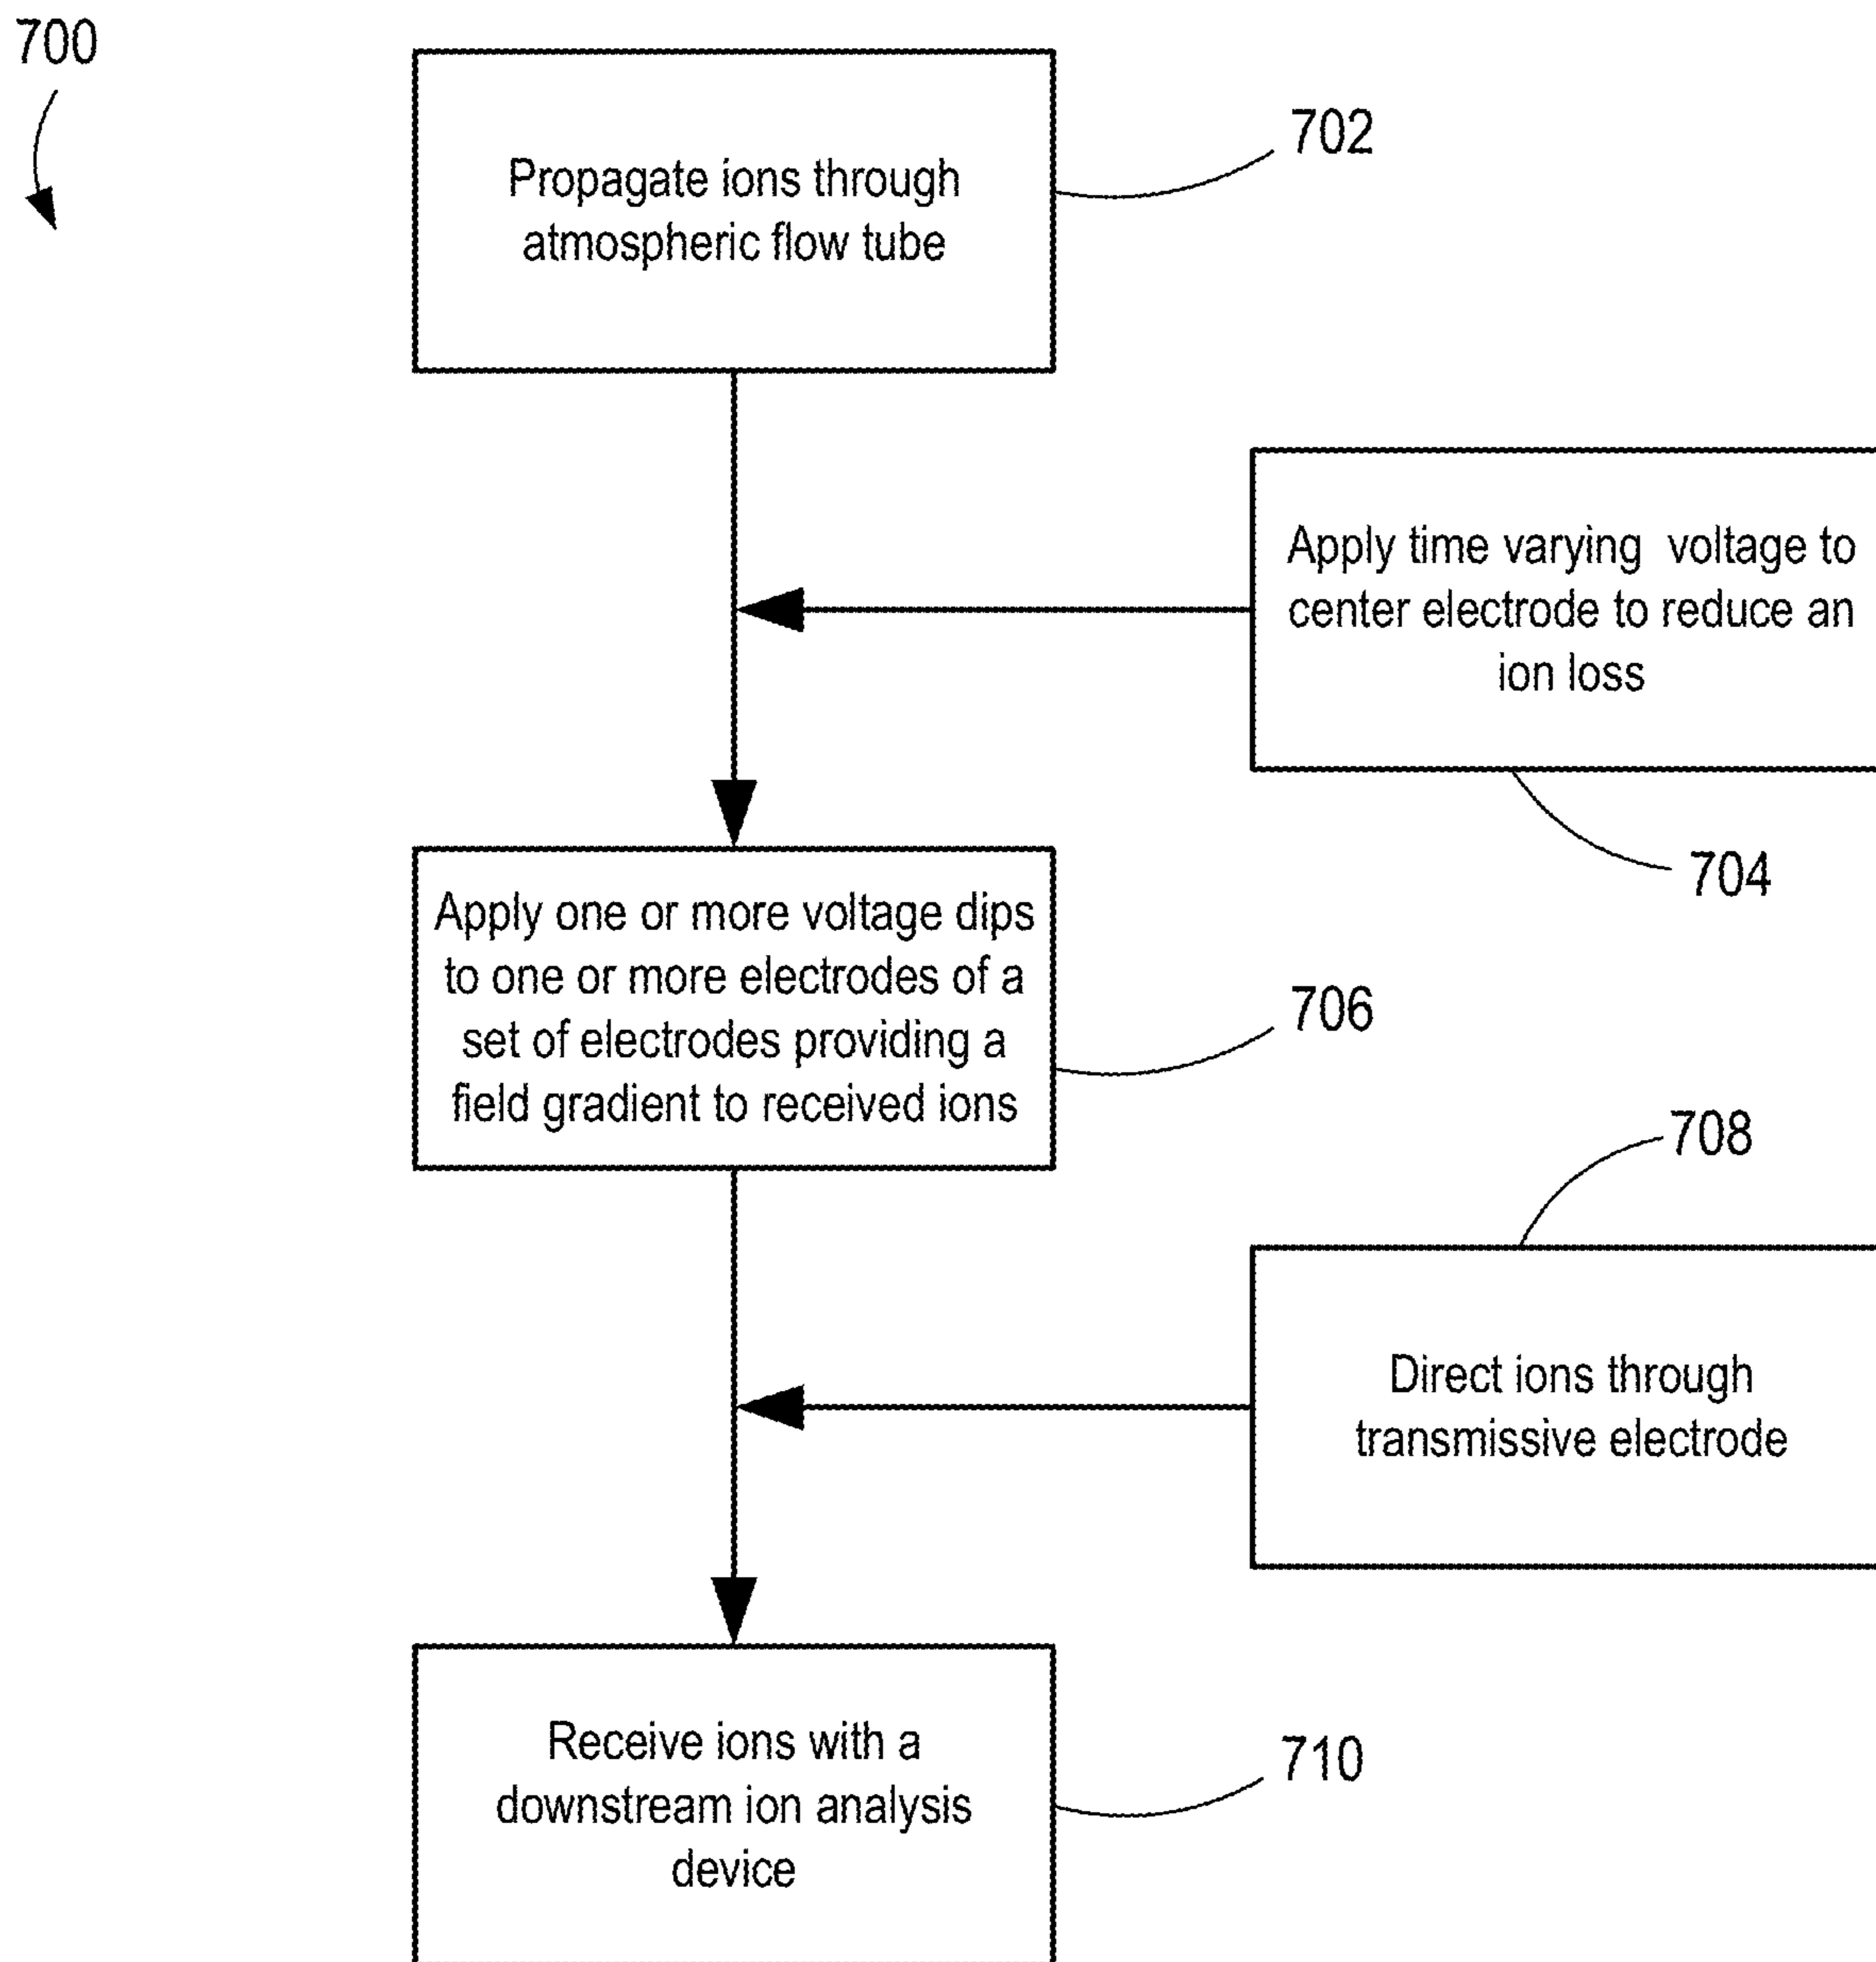 700
Propagate ions through
atmospheric flow tube
702
Apply time varying voltage to
center electrode to reduce an
ion loss
704
Apply one or more voltage dips
to one or more electrodes of a
set of electrodes providing a
field gradient to received ions
706
708
Direct ions through
transmissive electrode
Receive ions with a
downstream ion analysis
device
710